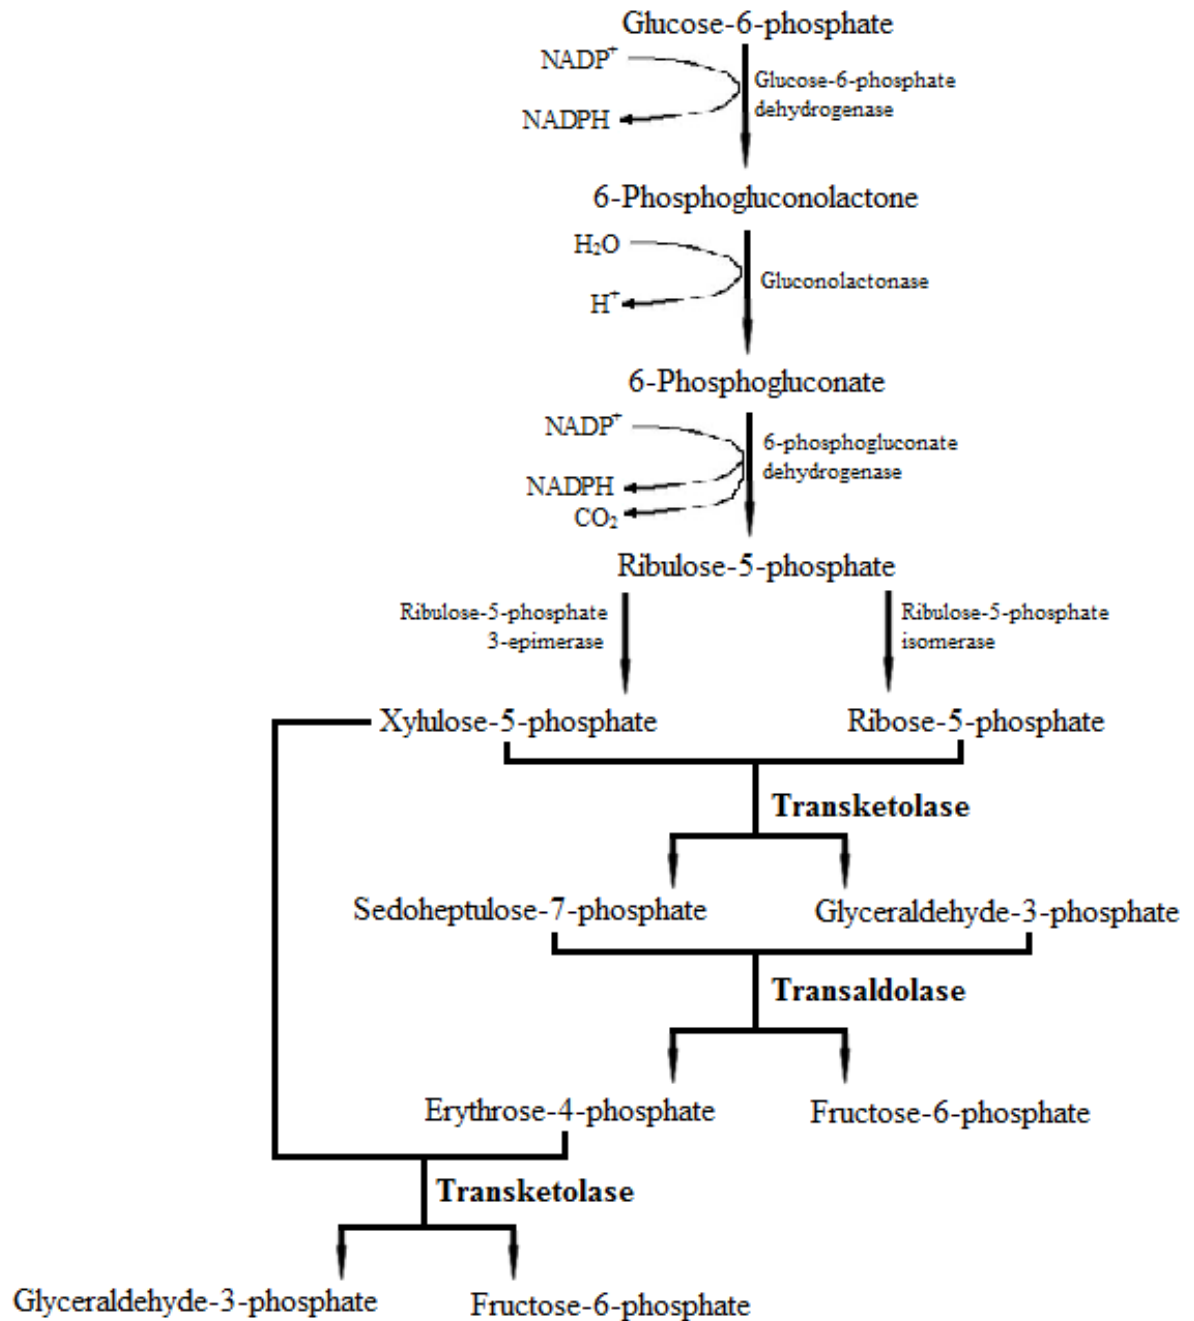 Glucose-6-phosphate
NADP⁺
Glucose-6-phosphate
dehydrogenase
NADPH
6-Phosphogluconolactone
H₂O
Gluconolactonase
H⁺
6-Phosphogluconate
NADP⁺
6-phosphogluconate
dehydrogenase
NADPH
CO₂
Ribulose-5-phosphate
Ribulose-5-phosphate
3-epimerase
Ribulose-5-phosphate
isomerase
Xylulose-5-phosphate
Ribose-5-phosphate
Transketolase
Sedoheptulose-7-phosphate
Glyceraldehyde-3-phosphate
Transaldolase
Erythrose-4-phosphate
Fructose-6-phosphate
Transketolase
Glyceraldehyde-3-phosphate
Fructose-6-phosphate